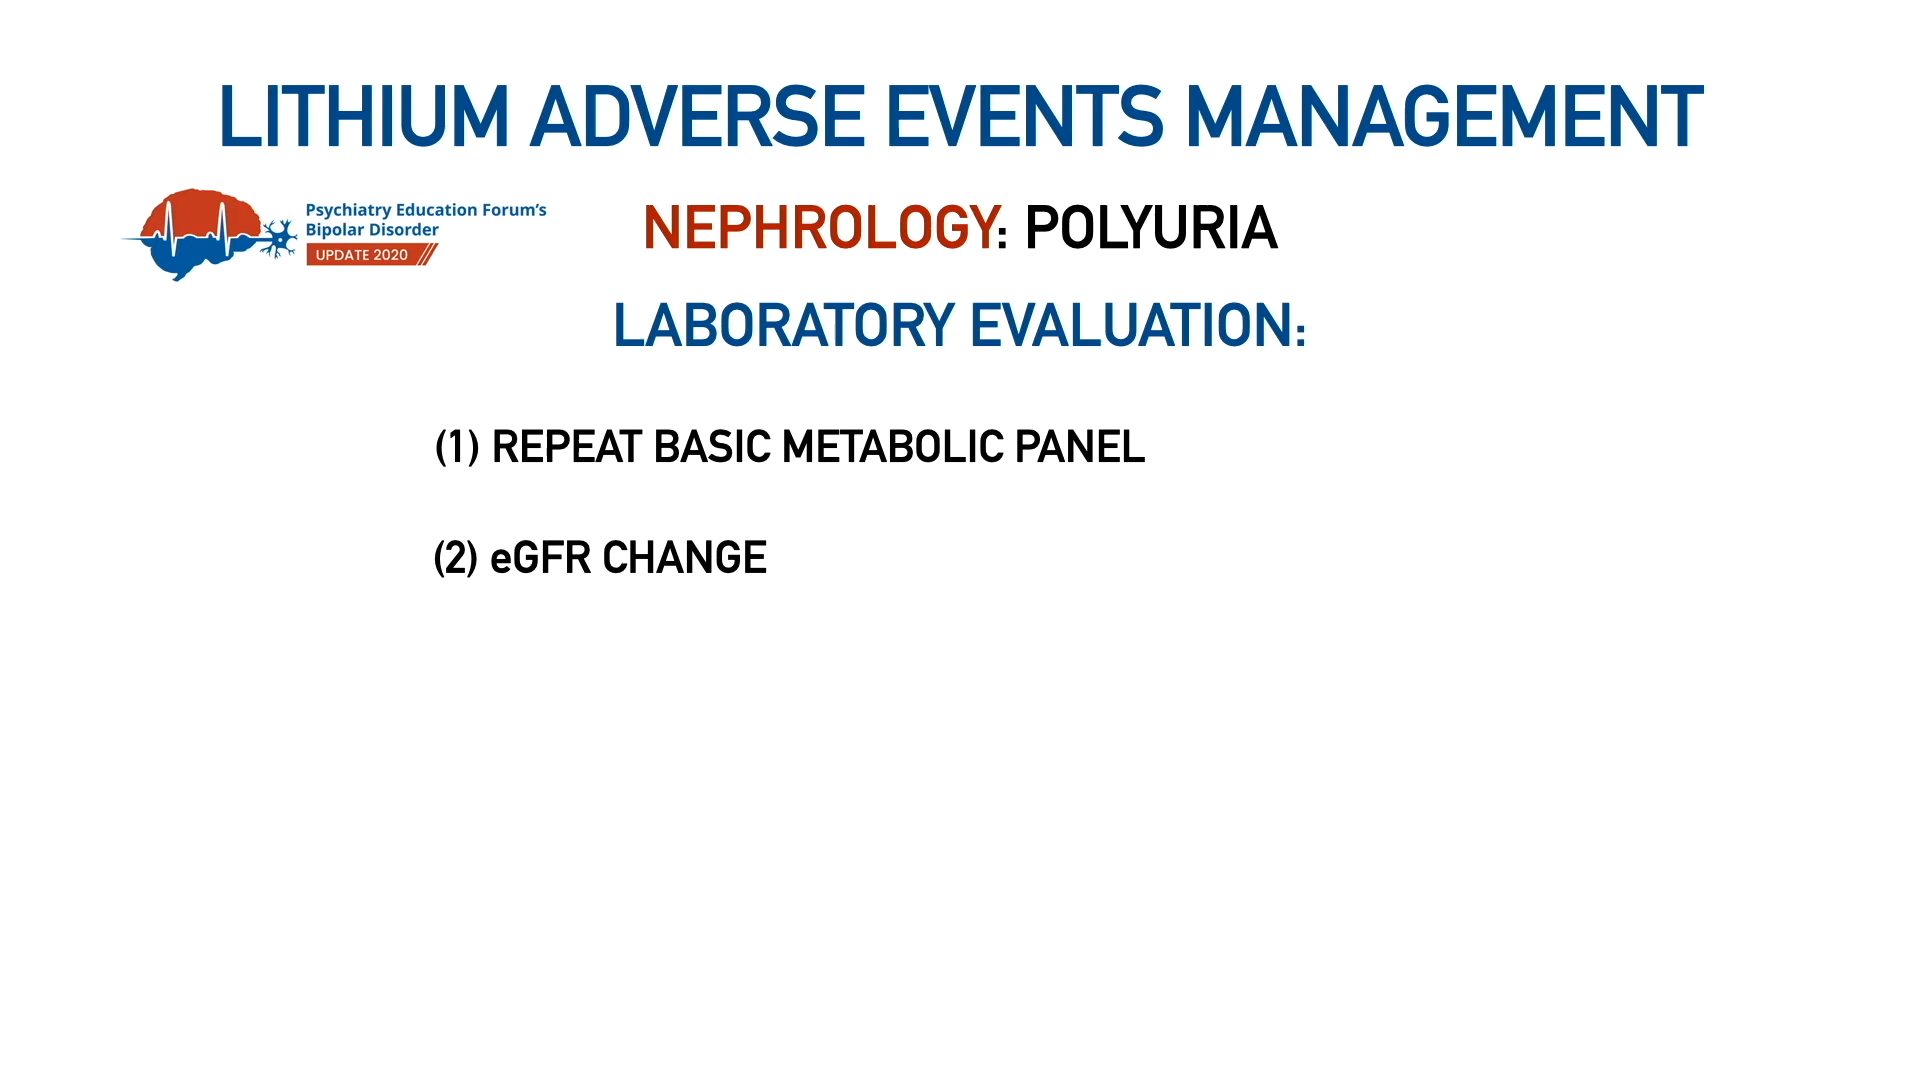 LITHIUM ADVERSE EVENTS MANAGEMENT
Psychiatry Education Forum's
Bipolar Disorder
UPDATE 2020
NEPHROLOGY: POLYURIA
LABORATORY EVALUATION:
(1) REPEAT BASIC METABOLIC PANEL
(2) eGFR CHANGE